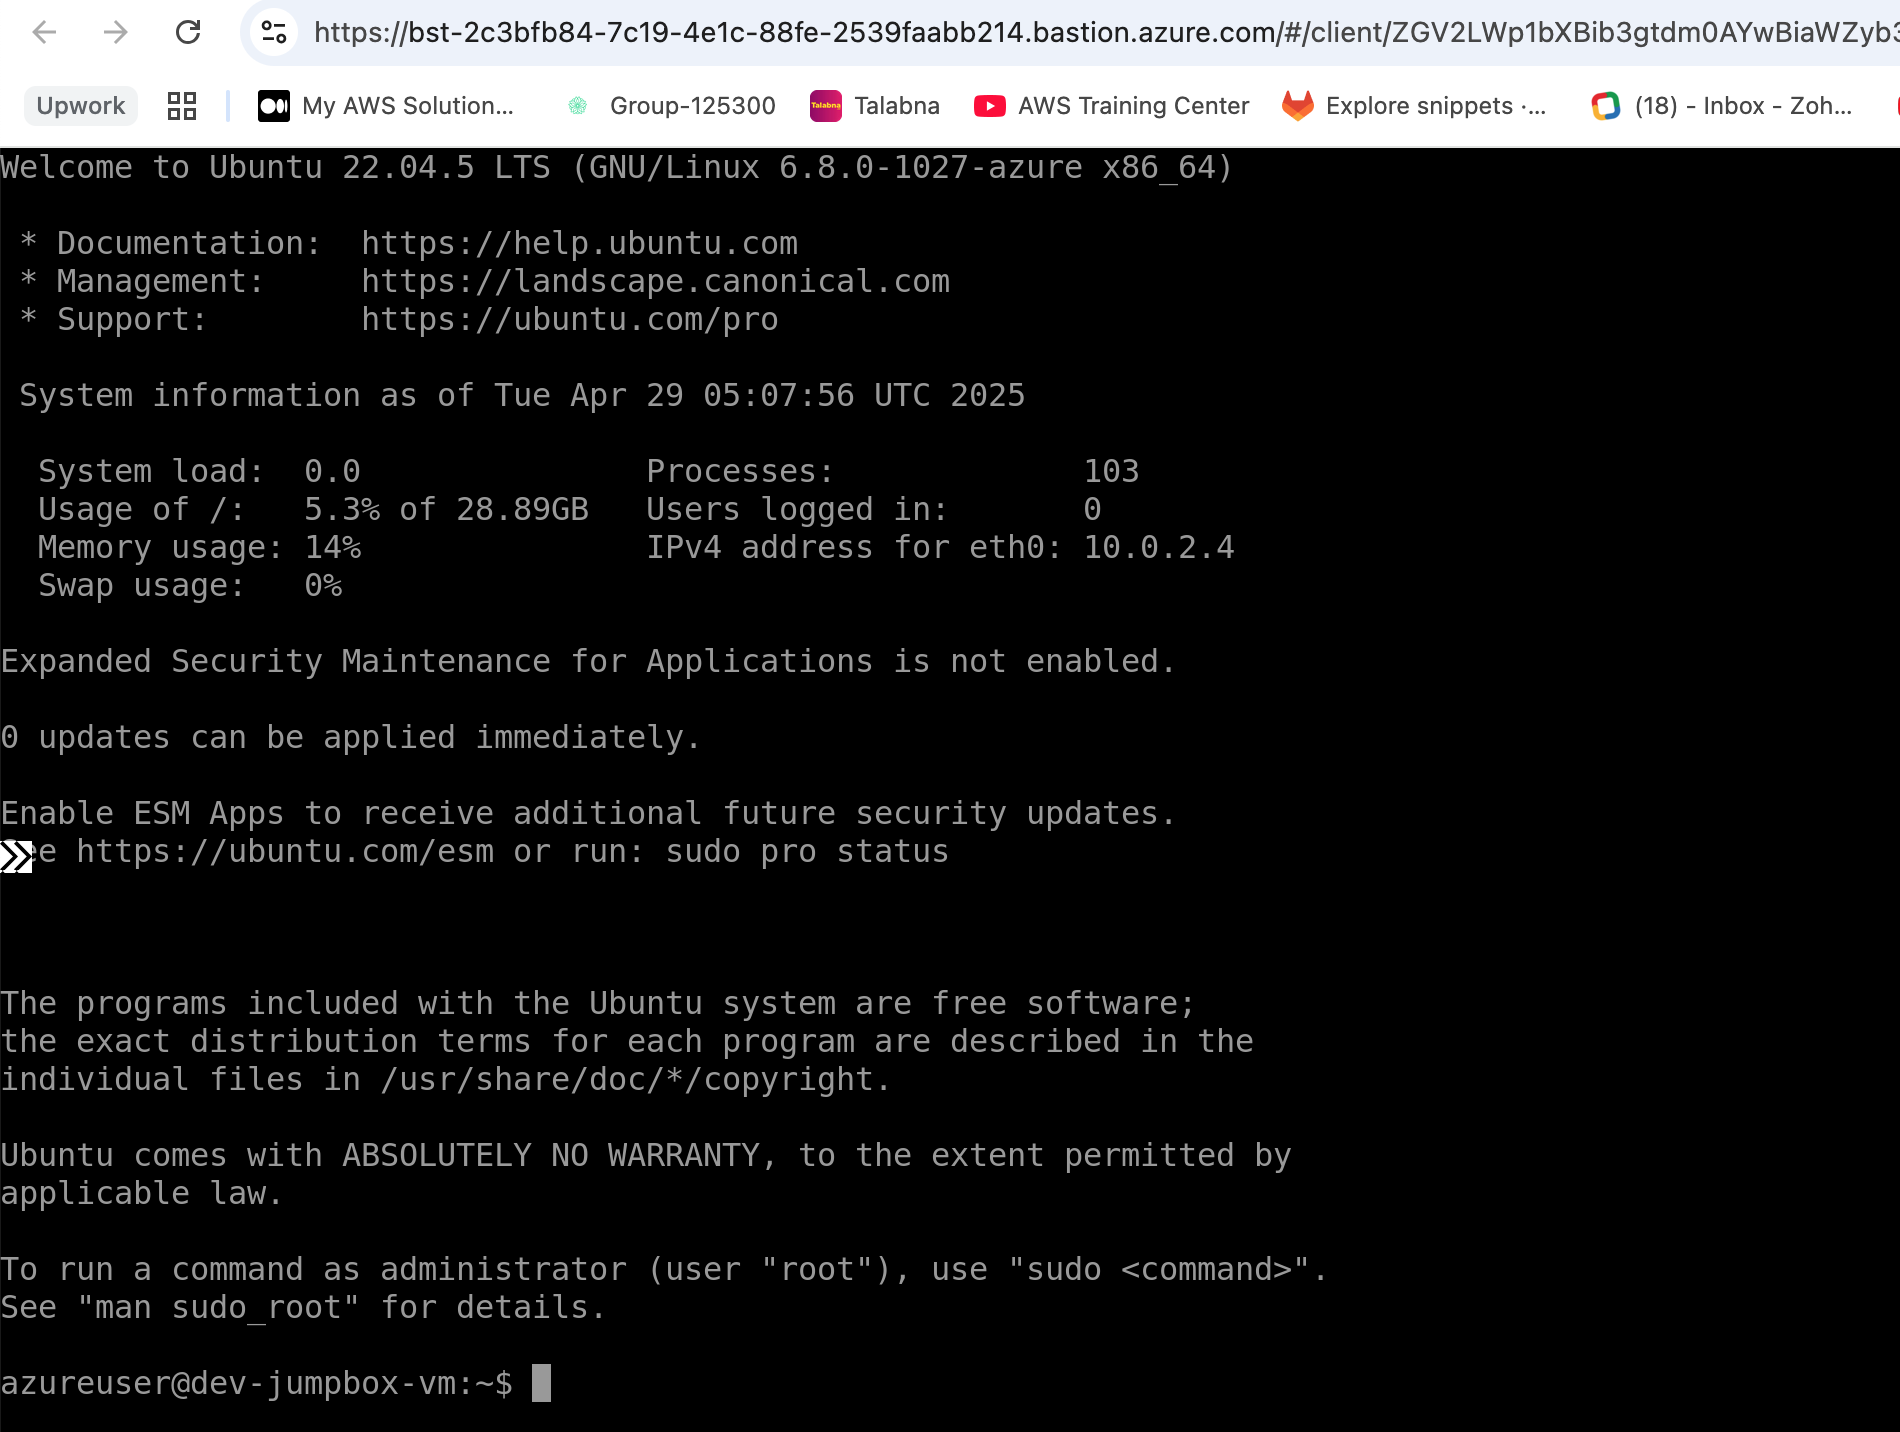 https://bst-2c3bfb84-7c19-4e1c-88fe-2539faabb214.bastion.azure.com/#/client/ZGV2LWp1bXBib3gtdm0AYwBiaWZyb3
Upwork My AWS Solution... Group-125300 Talabna AWS Training Center Explore snippets ·... (18) - Inbox - Zoh...
Welcome to Ubuntu 22.04.5 LTS (GNU/Linux 6.8.0-1027-azure x86_64)
* Documentation: https://help.ubuntu.com
* Management: https://landscape.canonical.com
* Support: https://ubuntu.com/pro
System information as of Tue Apr 29 05:07:56 UTC 2025
System load: 0.0 Processes: 103
Usage of /: 5.3% of 28.89GB Users logged in: 0
Memory usage: 14% IPv4 address for eth0: 10.0.2.4
Swap usage: 0%
Expanded Security Maintenance for Applications is not enabled.
0 updates can be applied immediately.
Enable ESM Apps to receive additional future security updates.
See https://ubuntu.com/esm or run: sudo pro status
The programs included with the Ubuntu system are free software;
the exact distribution terms for each program are described in the
individual files in /usr/share/doc/*/copyright.
Ubuntu comes with ABSOLUTELY NO WARRANTY, to the extent permitted by
applicable law.
To run a command as administrator (user "root"), use "sudo <command>".
See "man sudo_root" for details.
azureuser@dev-jumpbox-vm:~$